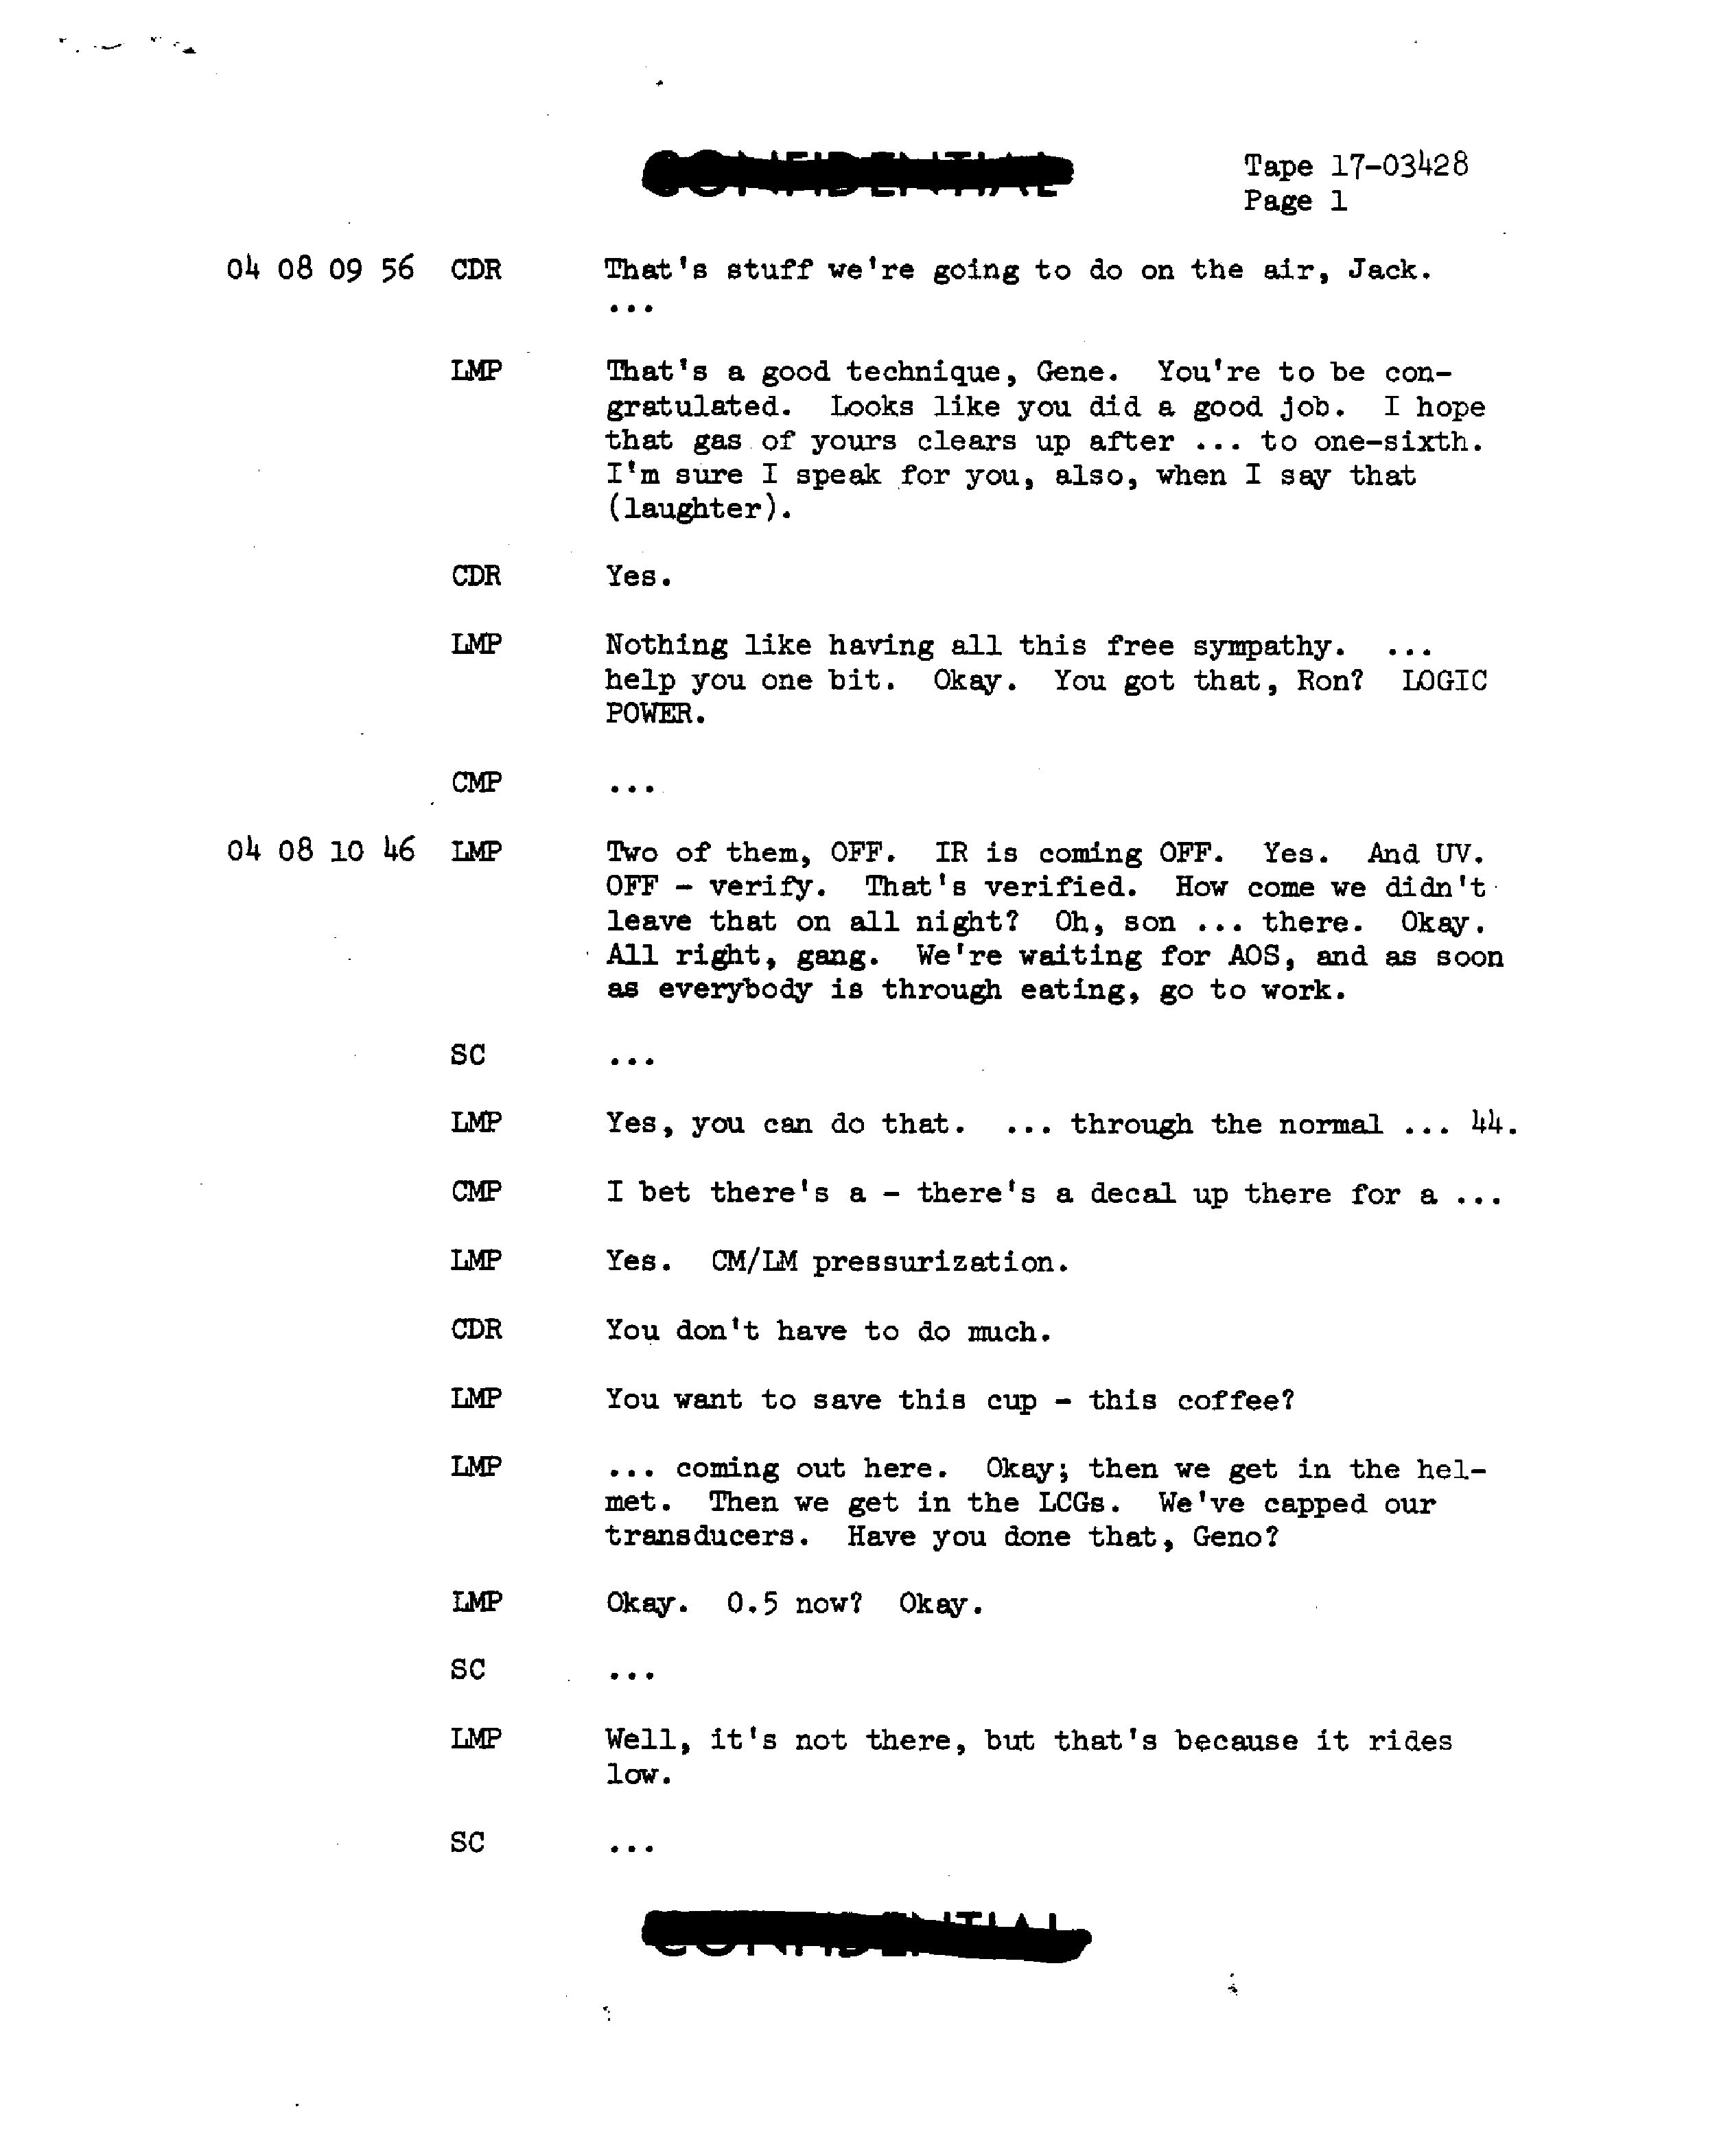 CONFIDENTIAL
Tape 17-03428
Page 1
04 08 09 56 CDR That's stuff we're going to do on the air, Jack.
...
LMP That's a good technique, Gene. You're to be con-
gratulated. Looks like you did a good job. I hope
that gas of yours clears up after ... to one-sixth.
I'm sure I speak for you, also, when I say that
(laughter).
CDR Yes.
LMP Nothing like having all this free sympathy. ...
help you one bit. Okay. You got that, Ron? LOGIC
POWER.
CMP ...
04 08 10 46 LMP Two of them, OFF. IR is coming OFF. Yes. And UV.
OFF - verify. That's verified. How come we didn't
leave that on all night? Oh, son ... there. Okay.
All right, gang. We're waiting for AOS, and as soon
as everybody is through eating, go to work.
SC ...
LMP Yes, you can do that. ... through the normal ... 44.
CMP I bet there's a - there's a decal up there for a ...
LMP Yes. CM/LM pressurization.
CDR You don't have to do much.
LMP You want to save this cup - this coffee?
LMP ... coming out here. Okay; then we get in the hel-
met. Then we get in the LCGs. We've capped our
transducers. Have you done that, Geno?
LMP Okay. 0.5 now? Okay.
SC ...
LMP Well, it's not there, but that's because it rides
low.
SC ...
CONFIDENTIAL